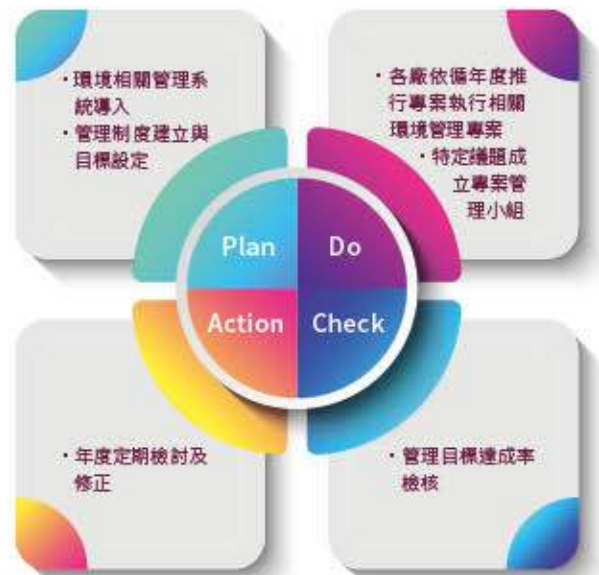 ・環境相關管理系
統導入
・管理制度建立與
目標設定
・各廠依循年度推
行專案執行相關
環境管理專案
・特定議題成
立專案管
理小組
Plan
Do
Action
Check
・年度定期檢討及
修正
・管理目標達成率
檢核